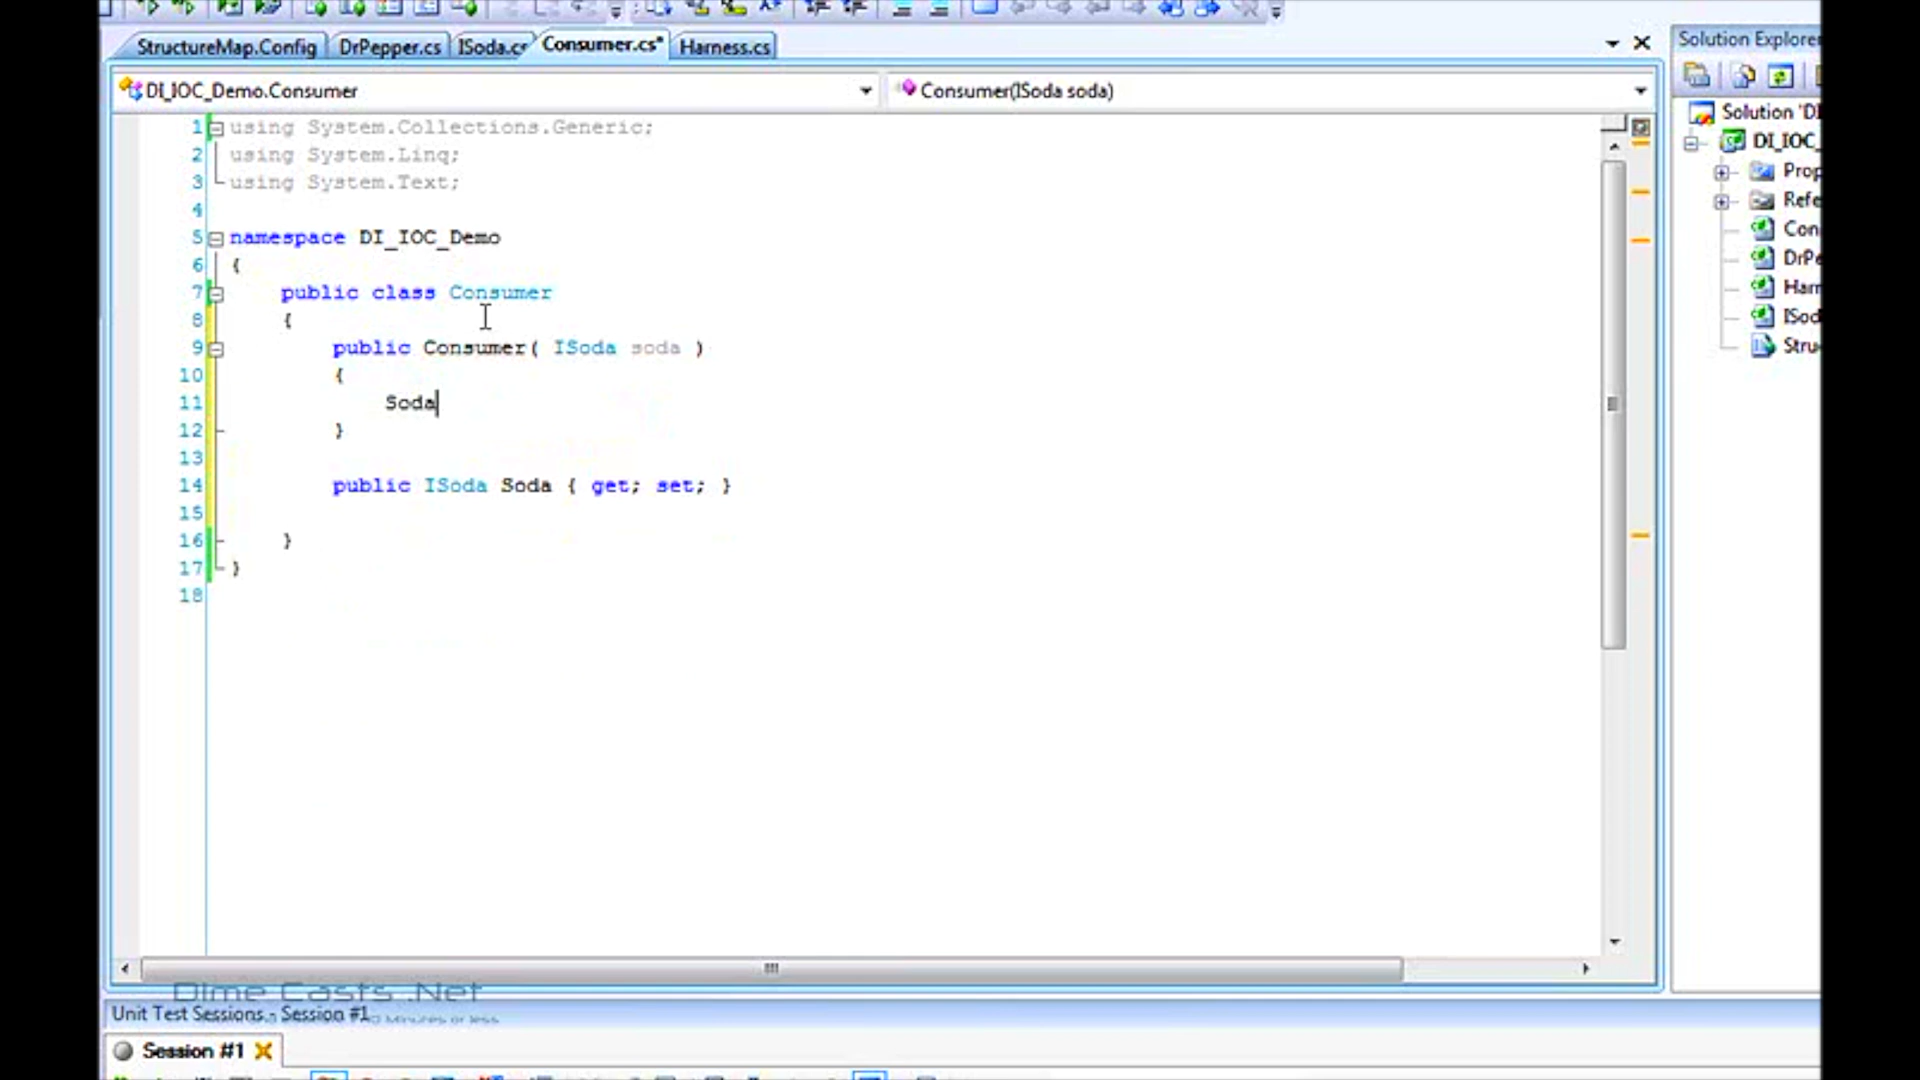 StructureMap.Config DrPepper.cs ISoda.cs Consumer.cs* Harness.cs
Solution Explorer
DI_IOC_Demo.Consumer Consumer(ISoda soda)
Solution 'DI
DI_IOC_
Prop
Refe
Con
DrPe
Harn
ISod
Stru
1 using System.Collections.Generic;
2 using System.Linq;
3 using System.Text;
4
5 namespace DI_IOC_Demo
6 {
7 public class Consumer
8 {
9 public Consumer( ISoda soda )
10 {
11 Soda
12 }
13
14 public ISoda Soda { get; set; }
15
16 }
17 }
18
Dime Casts .Net
Unit Test Sessions - Session #1
Minutes or less
Session #1